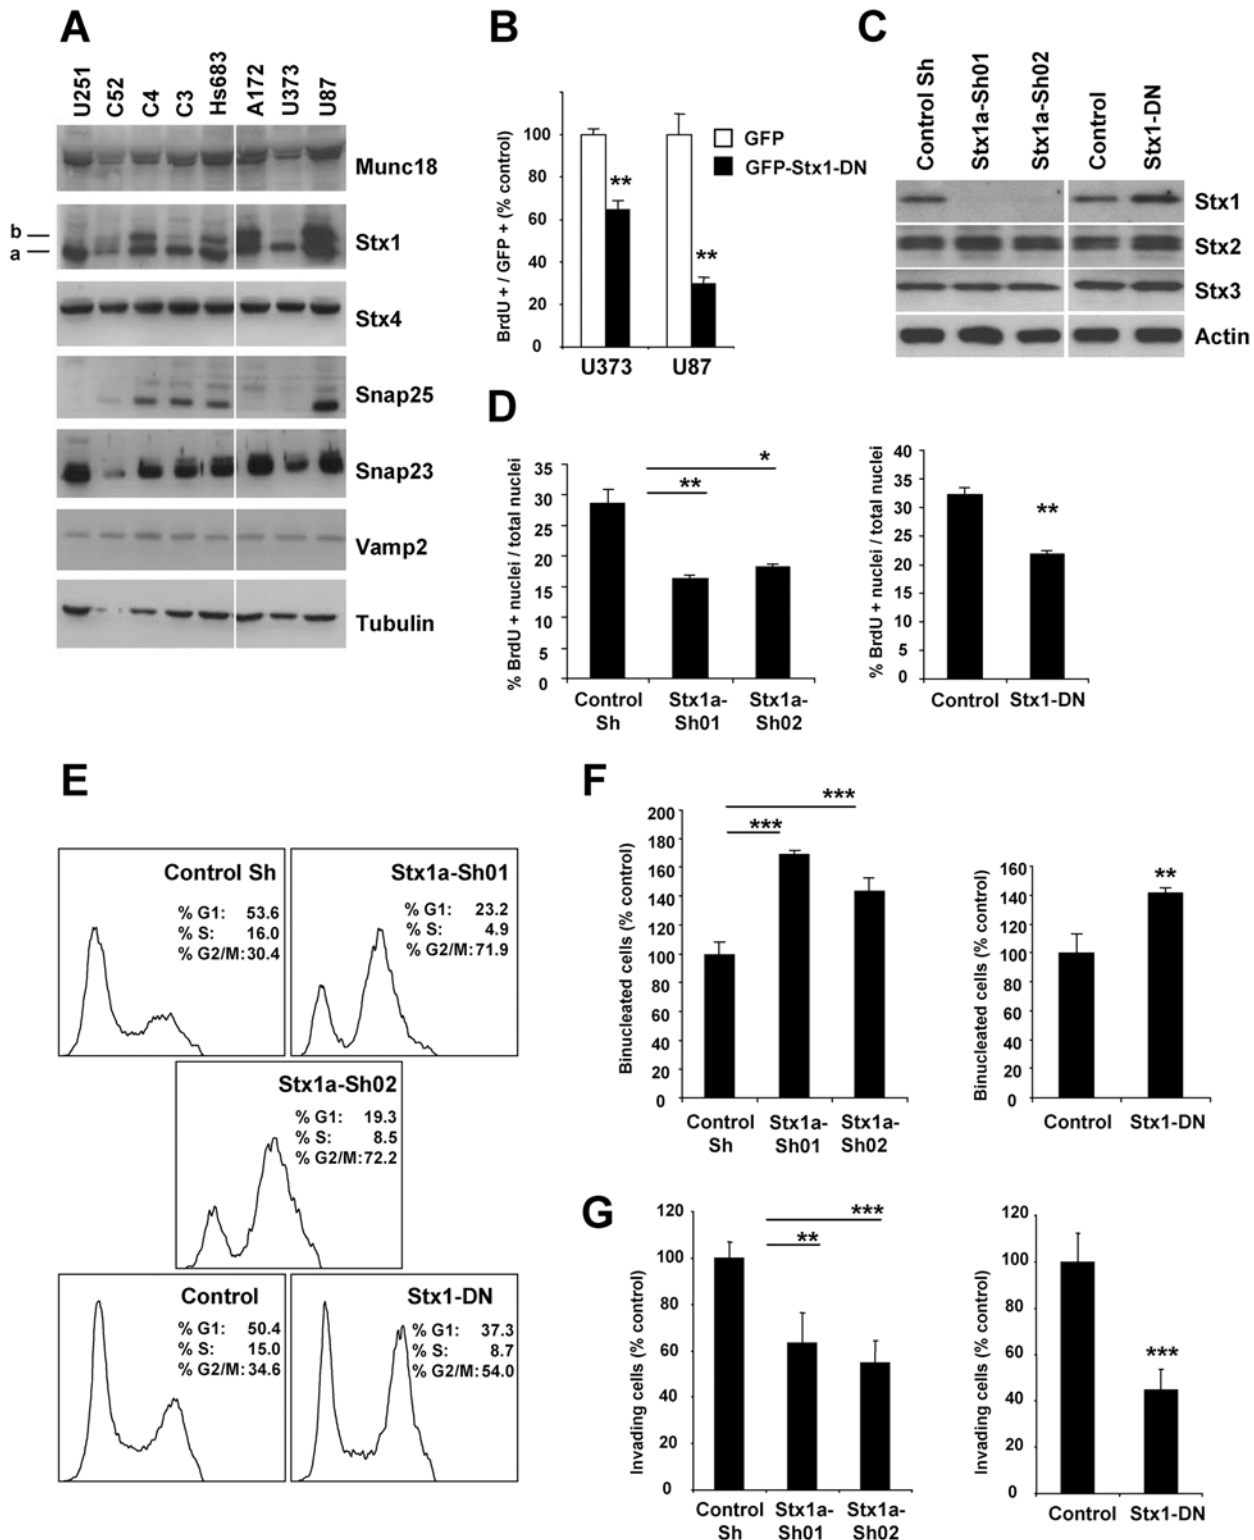 A
U251
C52
C4
C3
Hs683
A172
U373
U87
Munc18
b
a
Stx1
Stx4
Snap25
Snap23
Vamp2
Tubulin
B
BrdU + / GFP + (% control)
100
80
60
40
20
0
**
**
GFP
GFP-Stx1-DN
U373
U87
C
Control Sh
Stx1a-Sh01
Stx1a-Sh02
Control
Stx1-DN
Stx1
Stx2
Stx3
Actin
D
% BrdU + nuclei / total nuclei
35
30
25
20
15
10
5
0
**
*
Control
Sh
Stx1a-
Sh01
Stx1a-
Sh02
% BrdU + nuclei / total nuclei
40
35
30
25
20
15
10
5
0
**
Control
Stx1-DN
E
Control Sh
% G1: 53.6
% S: 16.0
% G2/M: 30.4
Stx1a-Sh01
% G1: 23.2
% S: 4.9
% G2/M: 71.9
Stx1a-Sh02
% G1: 19.3
% S: 8.5
% G2/M: 72.2
Control
% G1: 50.4
% S: 15.0
% G2/M: 34.6
Stx1-DN
% G1: 37.3
% S: 8.7
% G2/M: 54.0
F
Binucleated cells (% control)
200
180
160
140
120
100
80
60
40
20
0
***
***
Control
Sh
Stx1a-
Sh01
Stx1a-
Sh02
Binucleated cells (% control)
160
140
120
100
80
60
40
20
0
**
Control
Stx1-DN
G
Invading cells (% control)
120
100
80
60
40
20
0
**
***
Control
Sh
Stx1a-
Sh01
Stx1a-
Sh02
Invading cells (% control)
120
100
80
60
40
20
0
***
Control
Stx1-DN